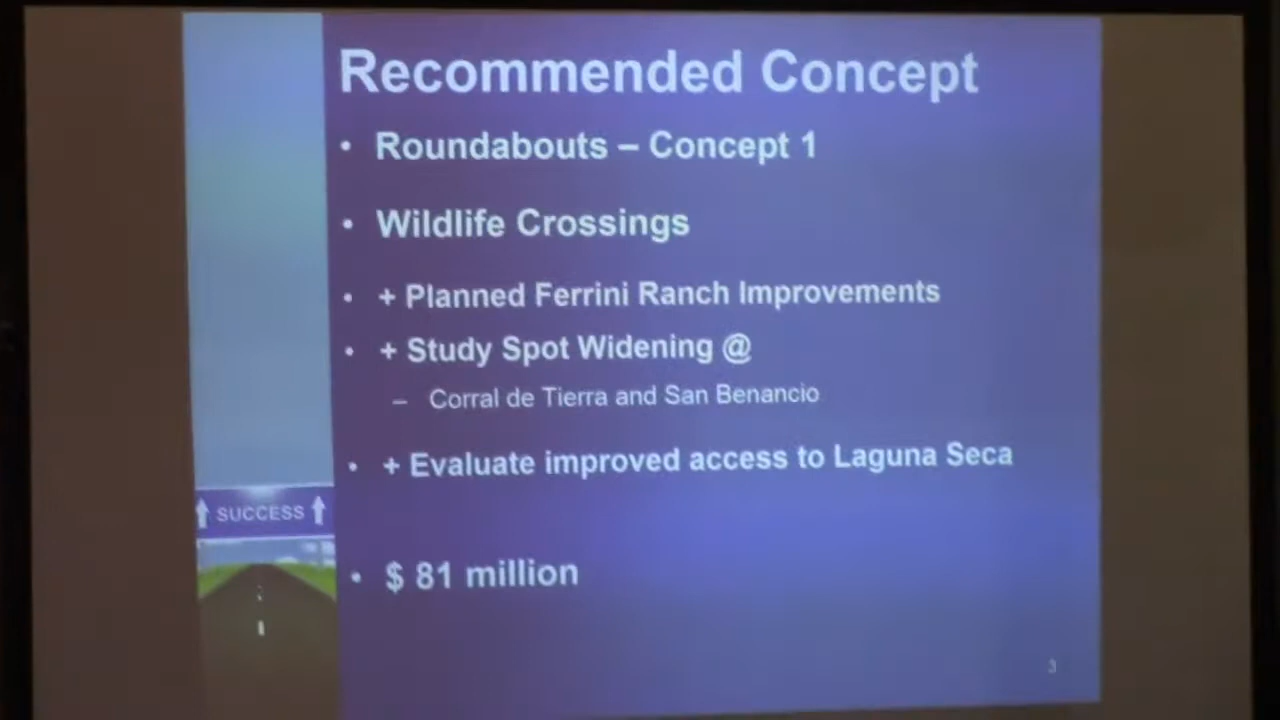 Recommended Concept
• Roundabouts – Concept 1
• Wildlife Crossings
• + Planned Ferrini Ranch Improvements
• + Study Spot Widening @
– Corral de Tierra and San Benancio
• + Evaluate improved access to Laguna Seca
SUCCESS
• $ 81 million
3